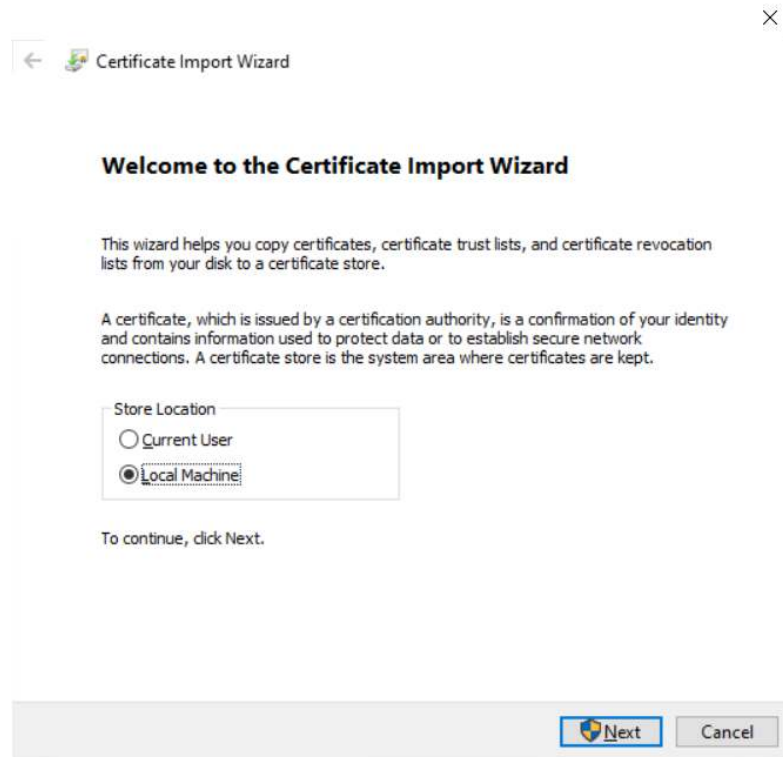 Certificate Import Wizard
Welcome to the Certificate Import Wizard
This wizard helps you copy certificates, certificate trust lists, and certificate revocation
lists from your disk to a certificate store.
A certificate, which is issued by a certification authority, is a confirmation of your identity
and contains information used to protect data or to establish secure network
connections. A certificate store is the system area where certificates are kept.
Store Location
Current User
Local Machine
To continue, click Next.
Next Cancel